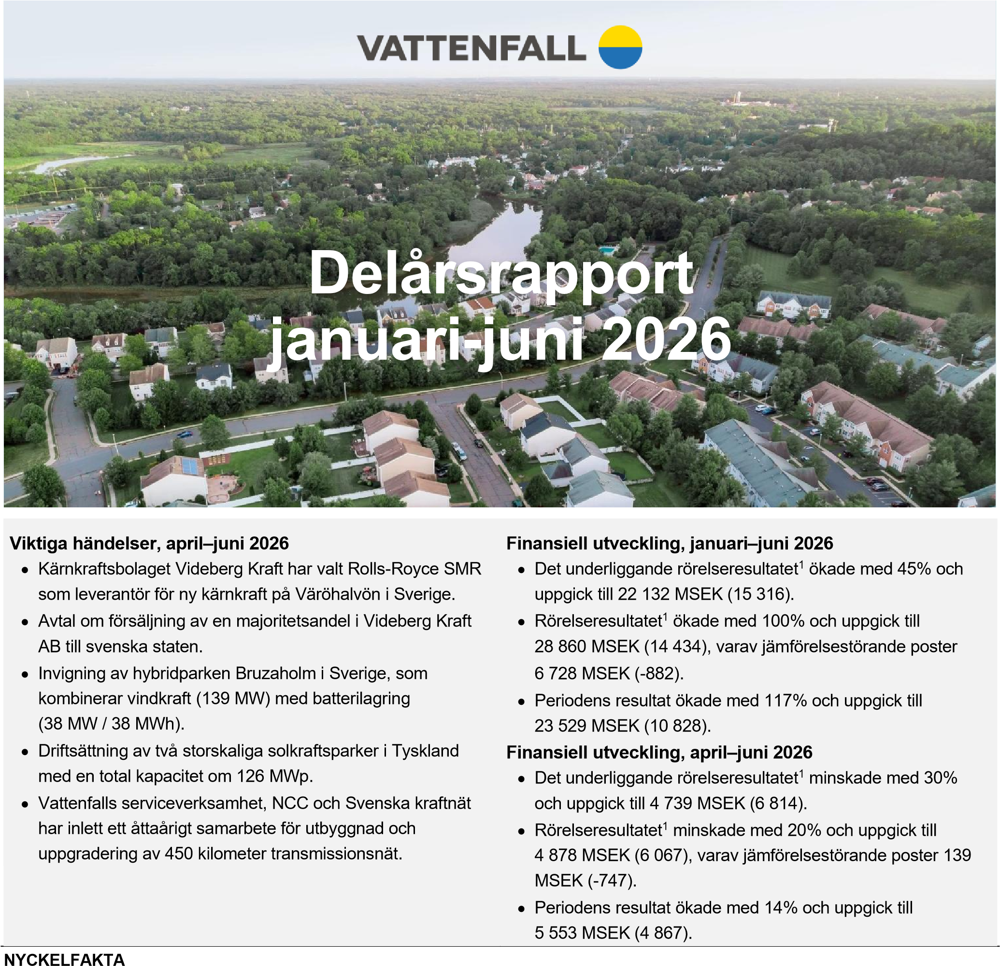 VATTENFALL
Delårsrapport
januari-juni 2026
Viktiga händelser, april–juni 2026
• Kärnkraftsbolaget Videberg Kraft har valt Rolls-Royce SMR
som leverantör för ny kärnkraft på Väröhalvön i Sverige.
• Avtal om försäljning av en majoritetsandel i Videberg Kraft
AB till svenska staten.
• Invigning av hybridparken Bruzaholm i Sverige, som
kombinerar vindkraft (139 MW) med batterilagring
(38 MW / 38 MWh).
• Driftsättning av två storskaliga solkraftsparker i Tyskland
med en total kapacitet om 126 MWp.
• Vattenfalls serviceverksamhet, NCC och Svenska kraftnät
har inlett ett åttaårigt samarbete för utbyggnad och
uppgradering av 450 kilometer transmissionsnät.
Finansiell utveckling, januari–juni 2026
• Det underliggande rörelseresultatet¹ ökade med 45% och
uppgick till 22 132 MSEK (15 316).
• Rörelseresultatet¹ ökade med 100% och uppgick till
28 860 MSEK (14 434), varav jämförelsestörande poster
6 728 MSEK (-882).
• Periodens resultat ökade med 117% och uppgick till
23 529 MSEK (10 828).
Finansiell utveckling, april–juni 2026
• Det underliggande rörelseresultatet¹ minskade med 30%
och uppgick till 4 739 MSEK (6 814).
• Rörelseresultatet¹ minskade med 20% och uppgick till
4 878 MSEK (6 067), varav jämförelsestörande poster 139
MSEK (-747).
• Periodens resultat ökade med 14% och uppgick till
5 553 MSEK (4 867).
NYCKELFAKTA